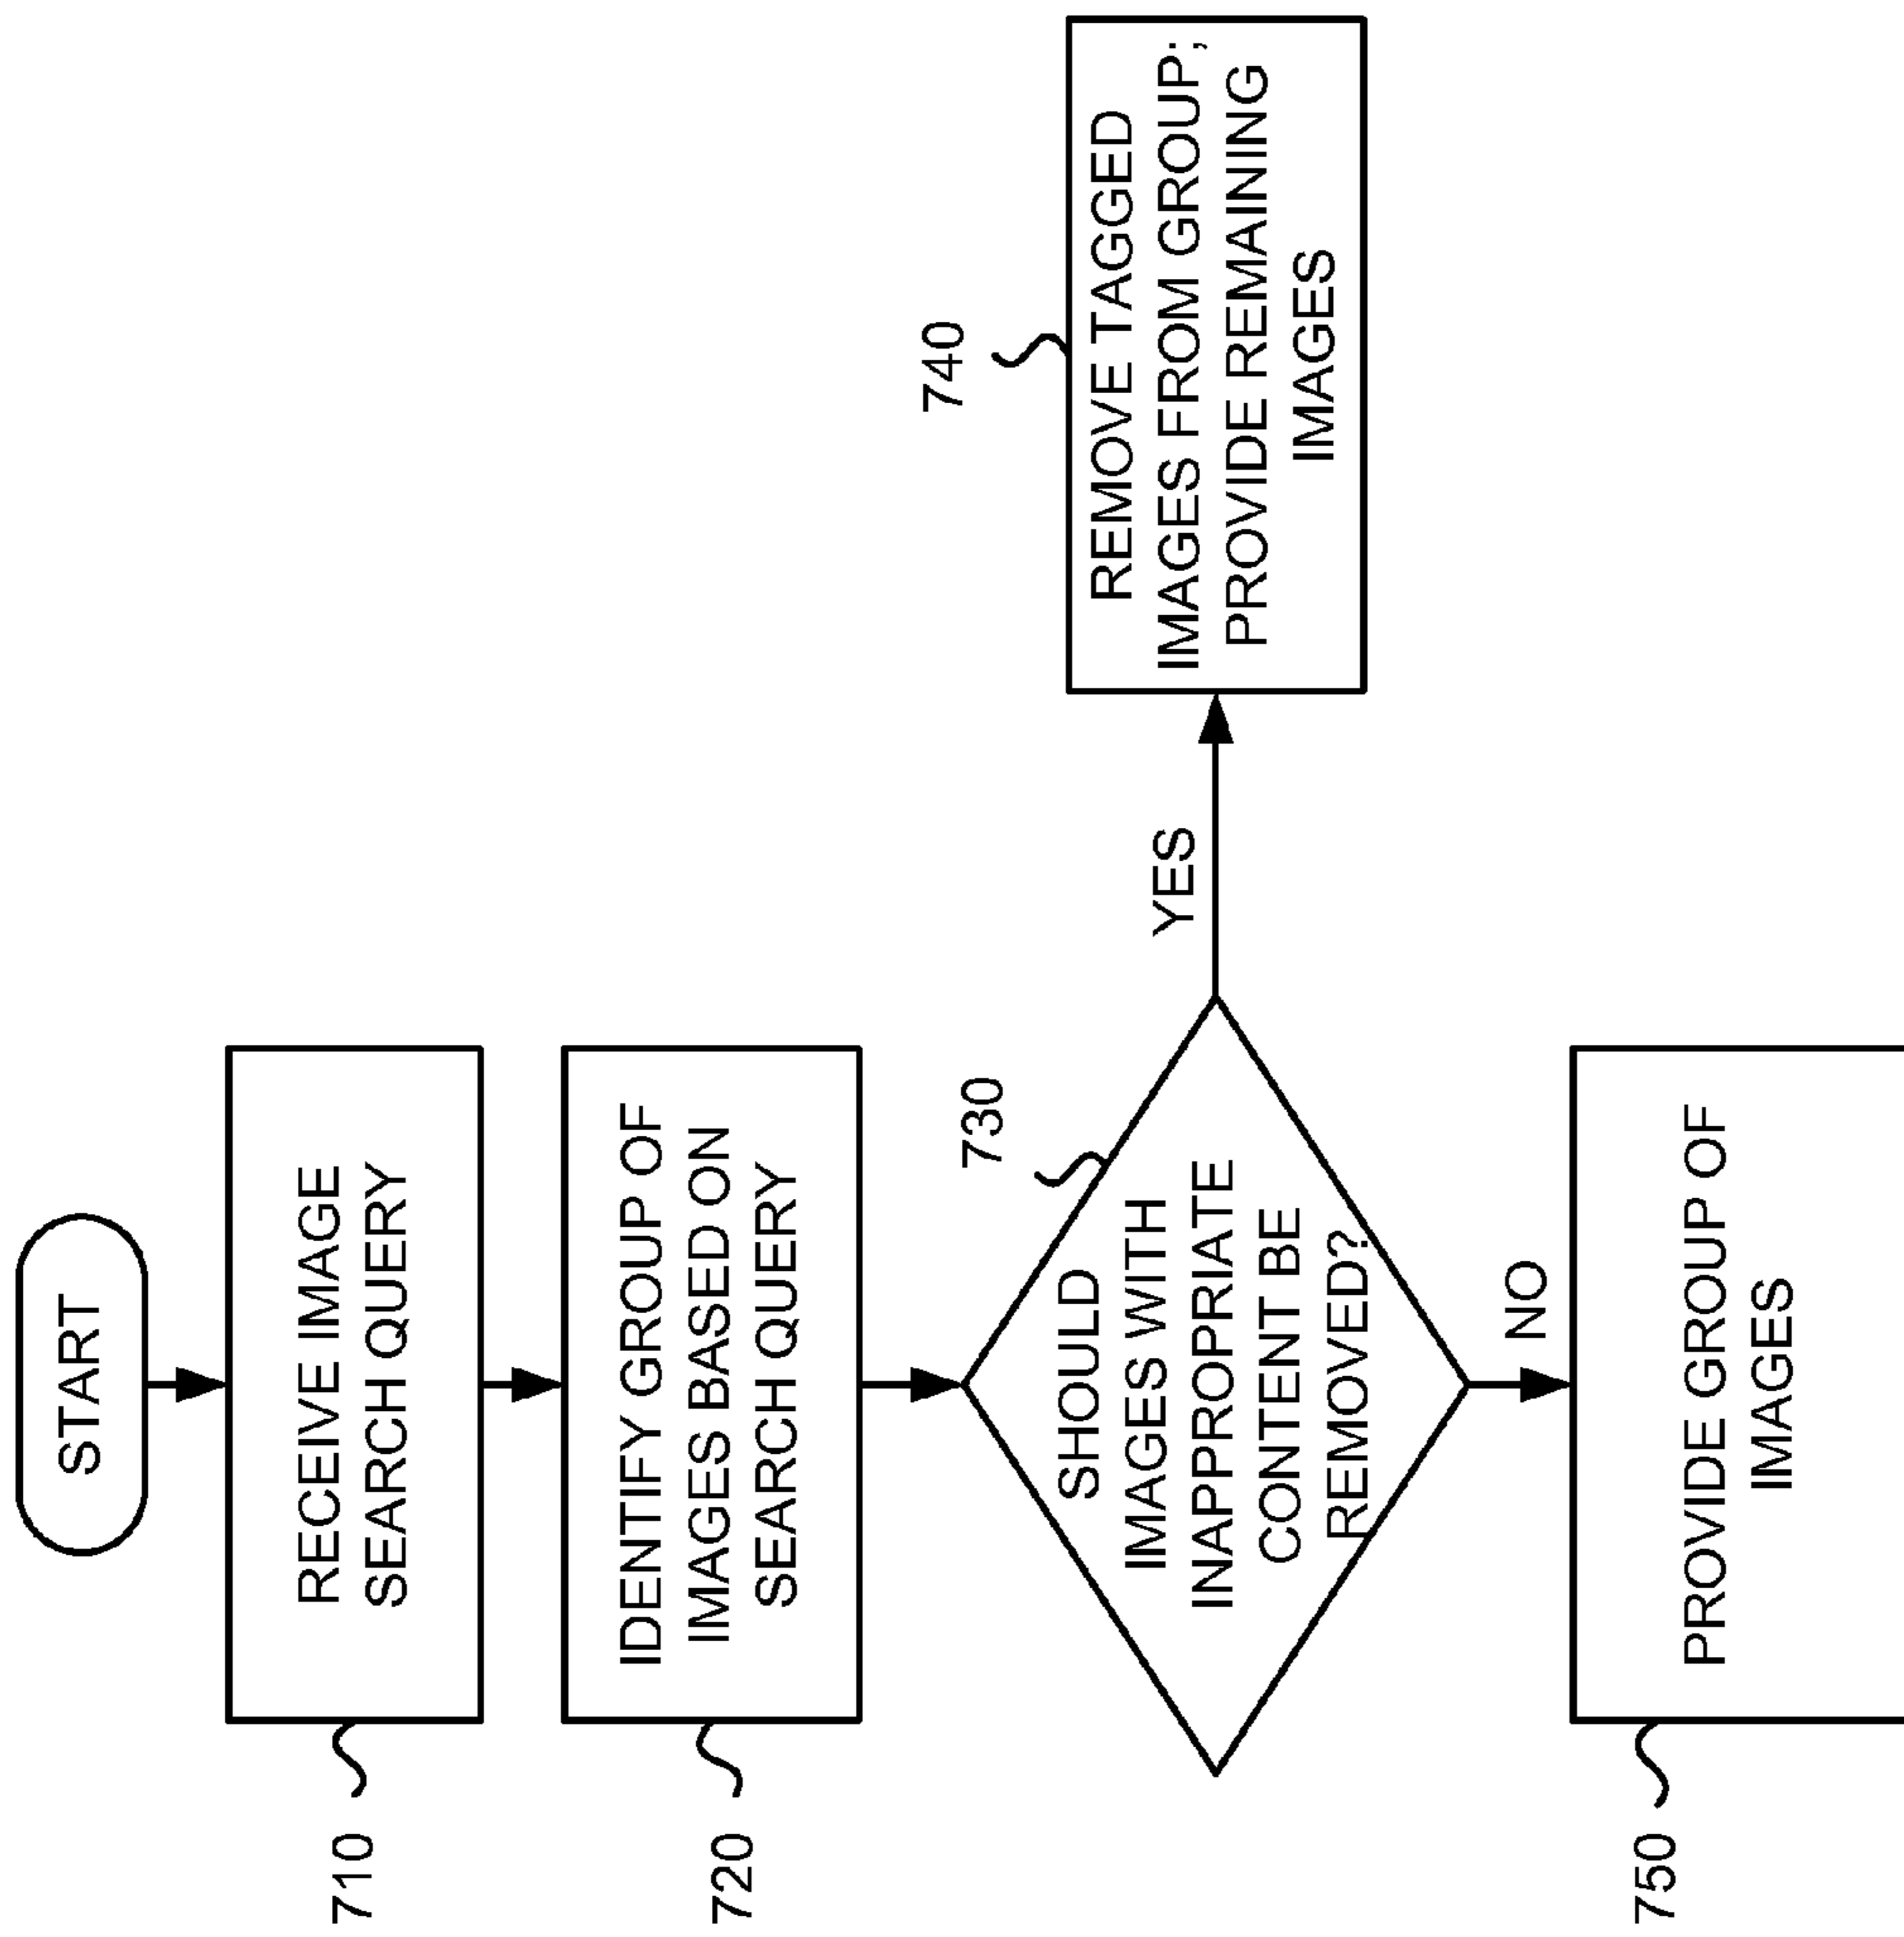 START
710
RECEIVE IMAGE
SEARCH QUERY
720
IDENTIFY GROUP OF
IMAGES BASED ON
SEARCH QUERY
730
SHOULD
IMAGES WITH
INAPPROPRIATE
CONTENT BE
REMOVED?
YES
740
REMOVE TAGGED
IMAGES FROM GROUP;
PROVIDE REMAINING
IMAGES
NO
750
PROVIDE GROUP OF
IMAGES